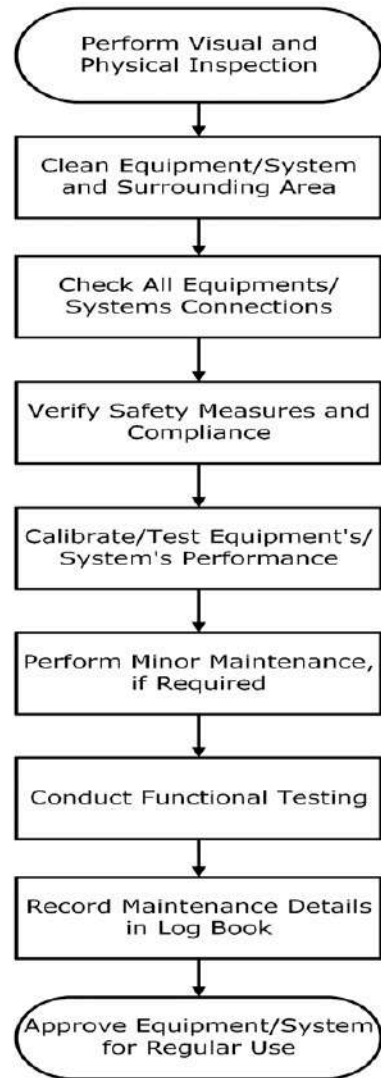 Perform Visual and
Physical Inspection
Clean Equipment/System
and Surrounding Area
Check All Equipments/
Systems Connections
Verify Safety Measures and
Compliance
Calibrate/Test Equipment's/
System's Performance
Perform Minor Maintenance,
if Required
Conduct Functional Testing
Record Maintenance Details
in Log Book
Approve Equipment/System
for Regular Use